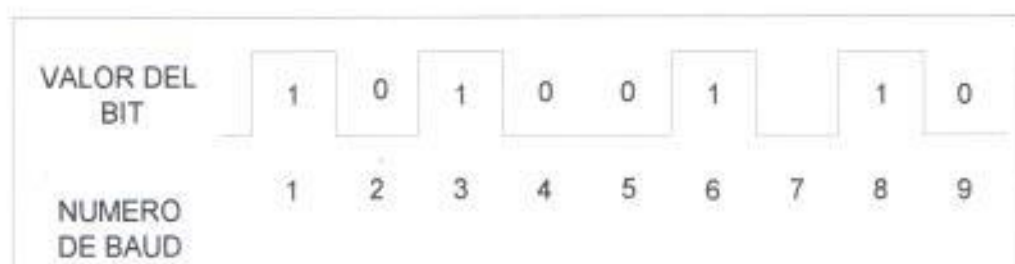 VALOR DEL
BIT
1 0 1 0 0 1 1 0
1 2 3 4 5 6 7 8 9
NUMERO
DE BAUD